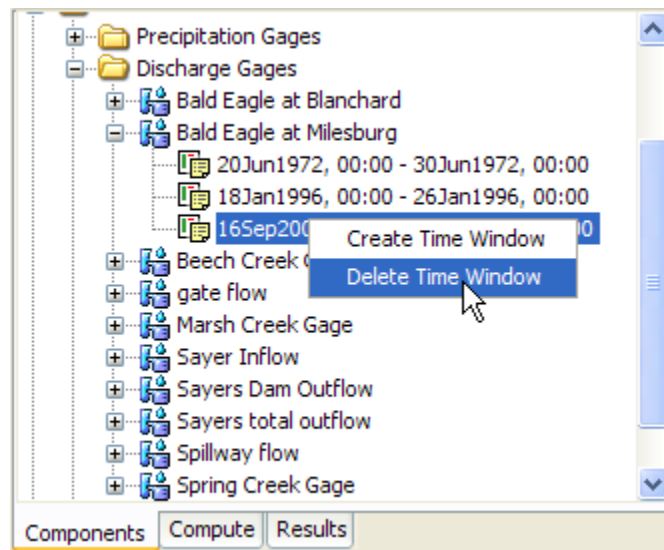 Precipitation Gages
Discharge Gages
Bald Eagle at Blanchard
Bald Eagle at Milesburg
20Jun1972, 00:00 - 30Jun1972, 00:00
18Jan1996, 00:00 - 26Jan1996, 00:00
Create Time Window
Beech Creek
Delete Time Window
gate flow
Marsh Creek Gage
Sayer Inflow
Sayers Dam Outflow
Sayers total outflow
Spillway flow
Spring Creek Gage
Components Compute Results